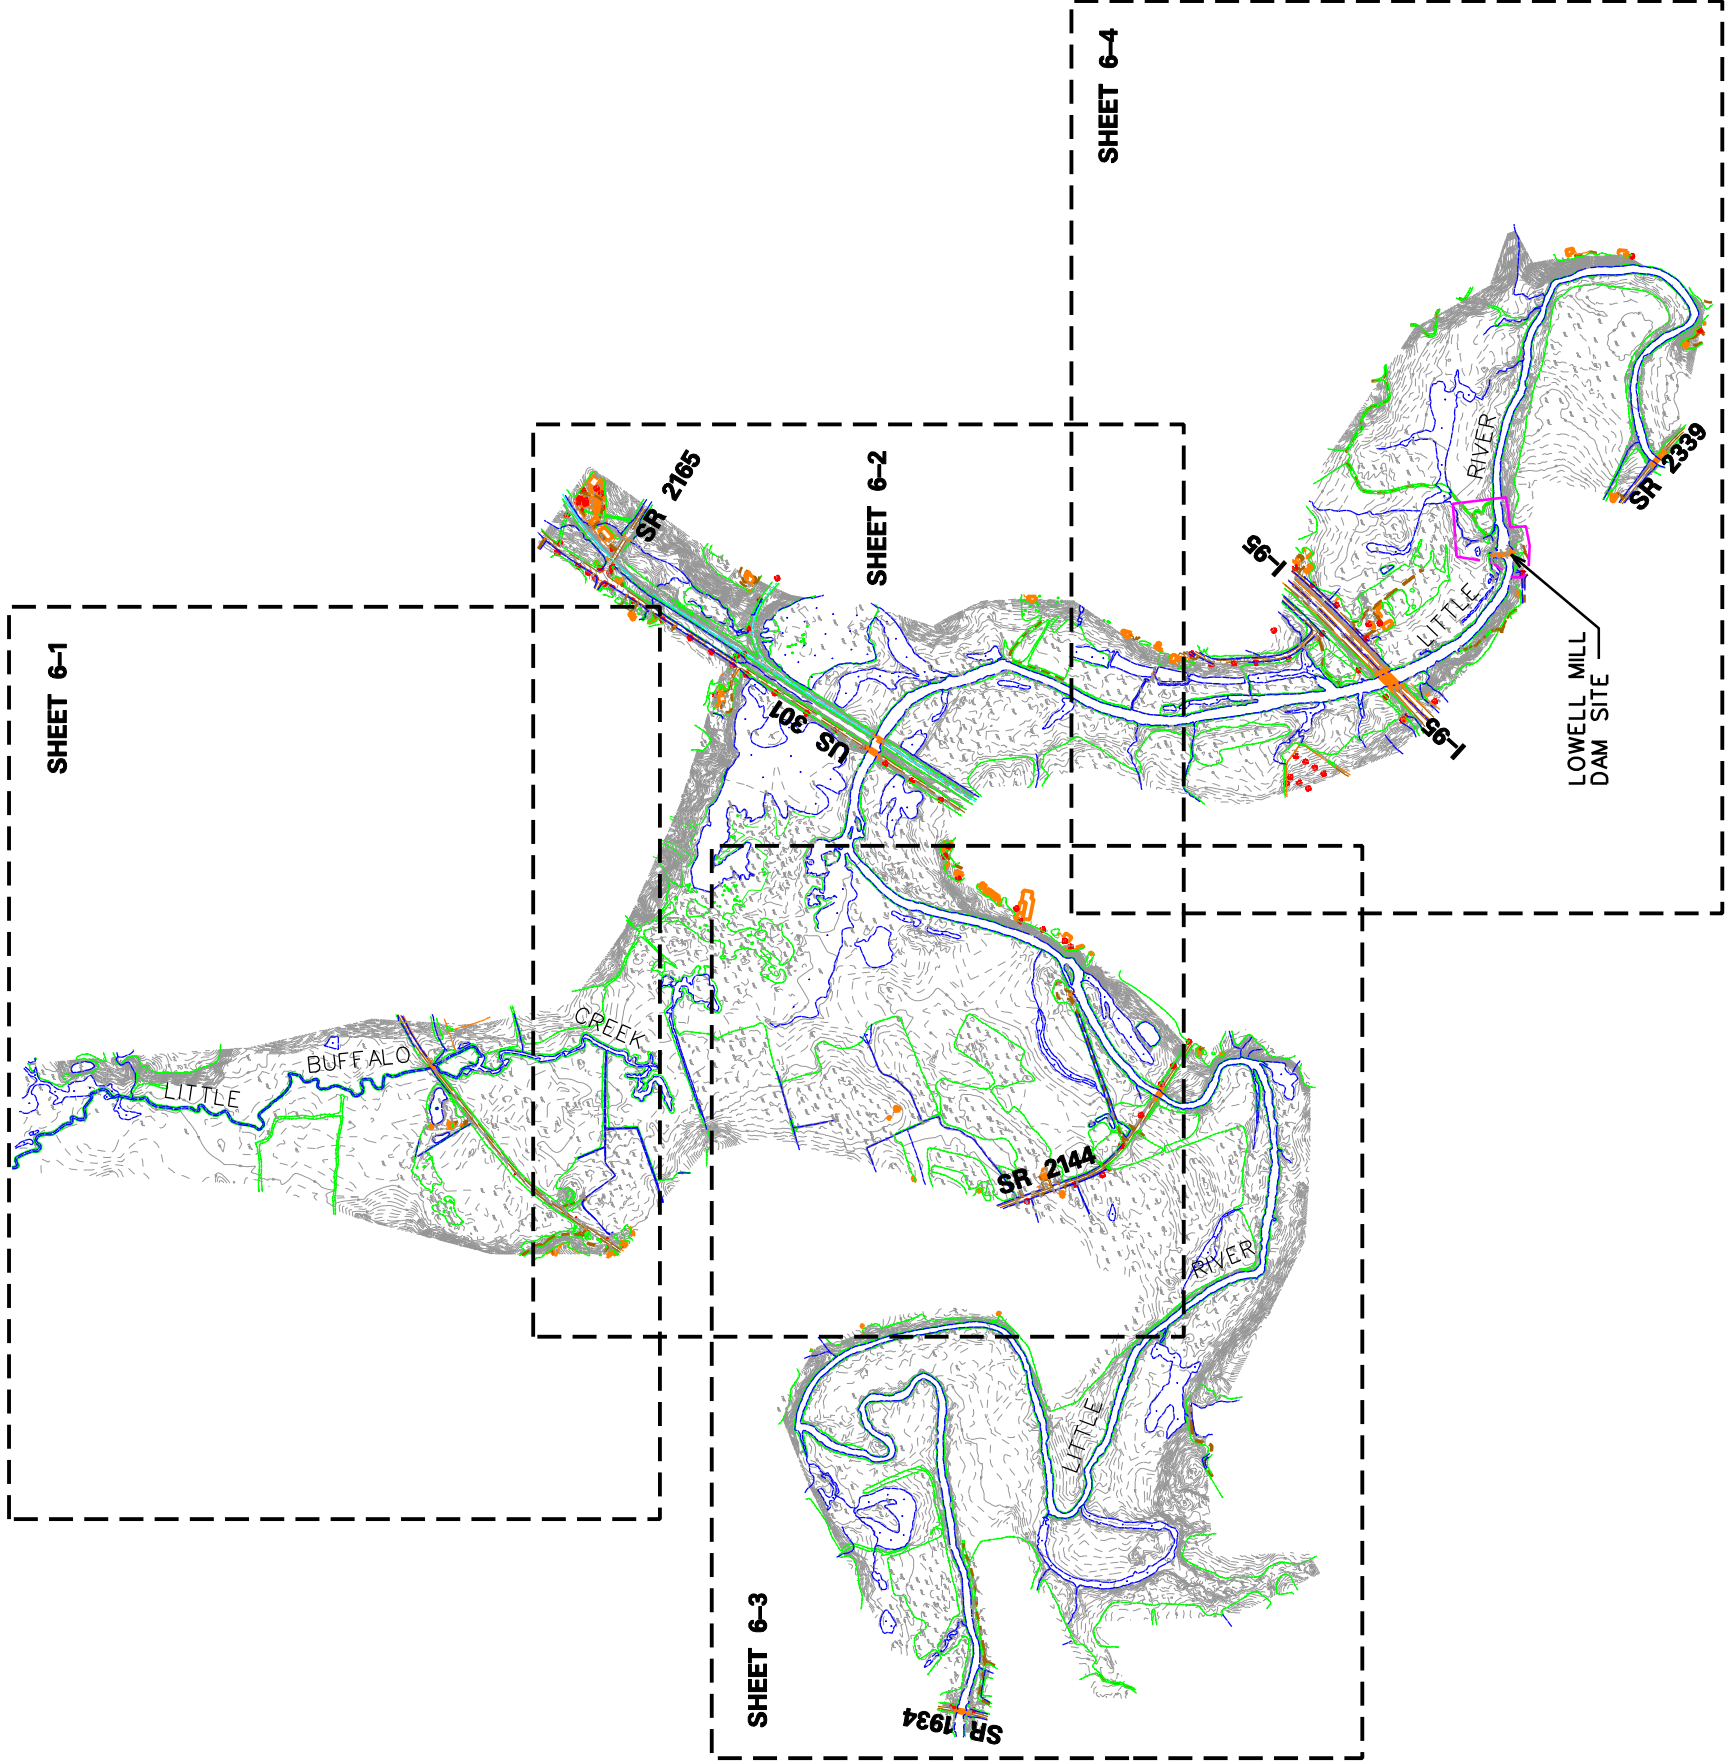 SHEET 6-4
SHEET 6-2
SR 2165
SHEET 6-1
US 301
I-95
I-95
LITTLE RIVER
SR 2339
LOWELL MILL
DAM SITE
LITTLE BUFFALO CREEK
SR 2144
LITTLE RIVER
SHEET 6-3
SR 1934